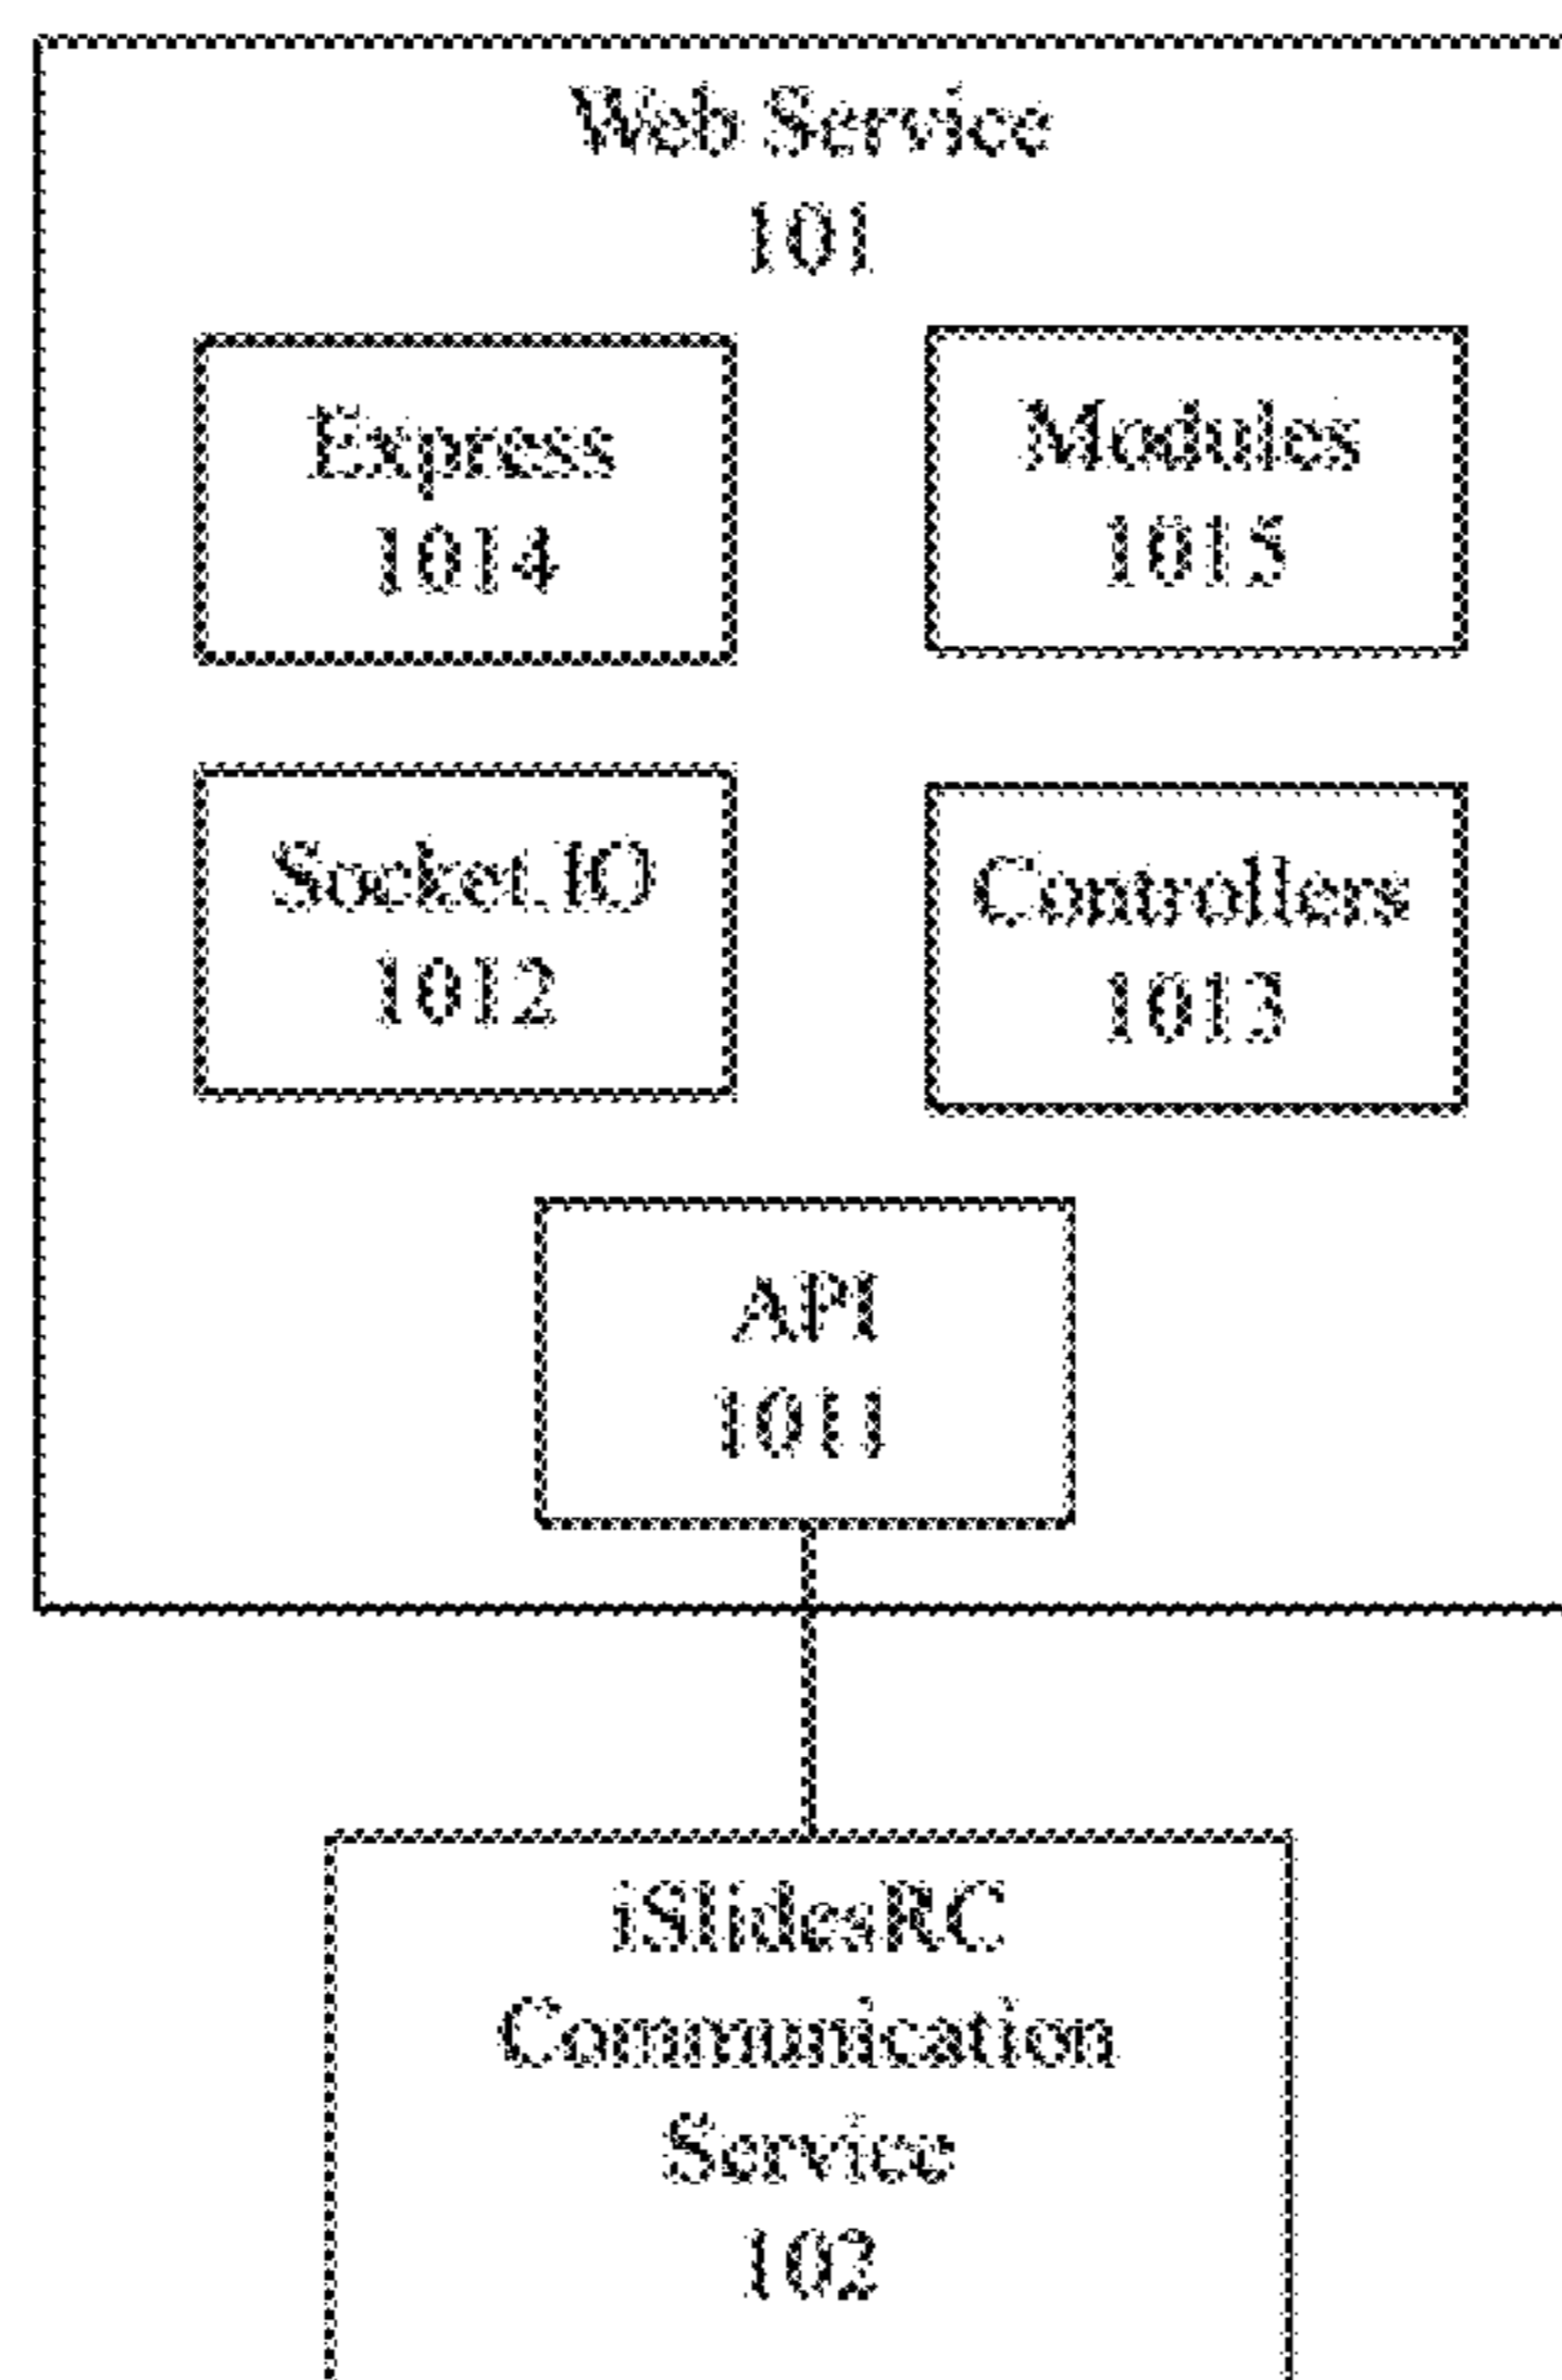 Web Service
101
Express
1014
Modules
1015
Socket.IO
1012
Controllers
1013
API
1011
iSlidesRC
Communication
Service
102